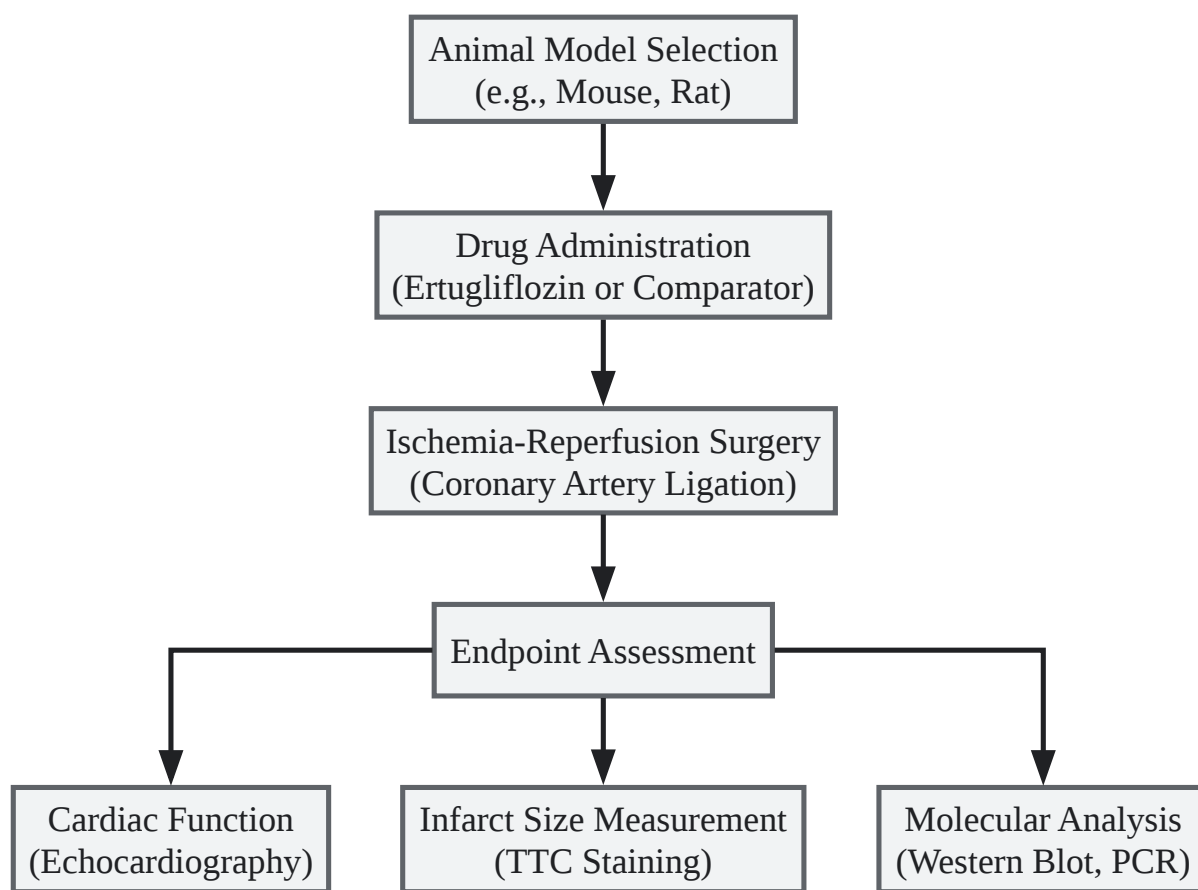 Animal Model Selection
(e.g., Mouse, Rat)
Drug Administration
(Ertugliflozin or Comparator)
Ischemia-Reperfusion Surgery
(Coronary Artery Ligation)
Endpoint Assessment
Cardiac Function
(Echocardiography)
Infarct Size Measurement
(TTC Staining)
Molecular Analysis
(Western Blot, PCR)